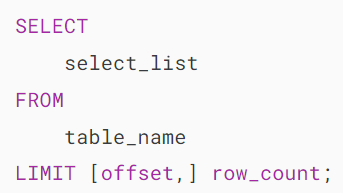 SELECT
    select_list
FROM
    table_name
LIMIT [offset,] row_count;